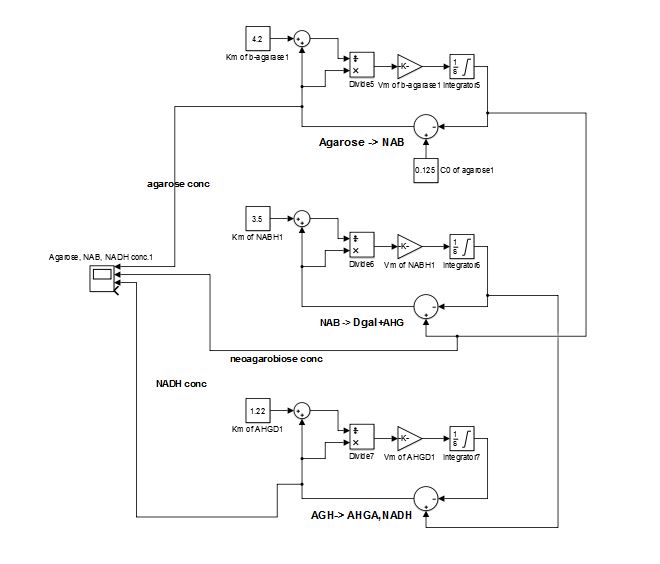 4.2
Km of b-agarase1
÷
×
Divide5
-K-
Vm of b-agarase1
1
s
Integrator5
Agarose -> NAB
0.125
C0 of agarose1
agarose conc
3.5
Km of NABH1
÷
×
Divide6
-K-
Vm of NABH1
1
s
Integrator6
Agarose, NAB, NADH conc.1
NAB -> Dgal+AHG
neoagarobiose conc
NADH conc
1.22
Km of AHGD1
÷
×
Divide7
-K-
Vm of AHGD1
1
s
Integrator7
AGH-> AHGA,NADH